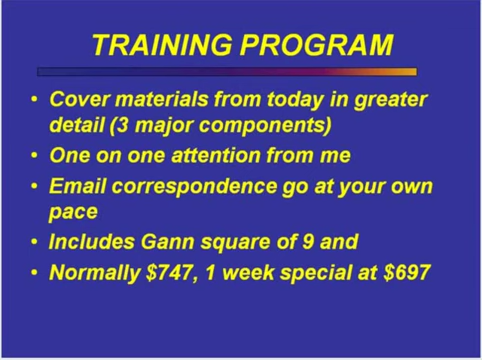 TRAINING PROGRAM
• Cover materials from today in greater
detail (3 major components)
• One on one attention from me
• Email correspondence go at your own
pace
• Includes Gann square of 9 and
• Normally $747, 1 week special at $697